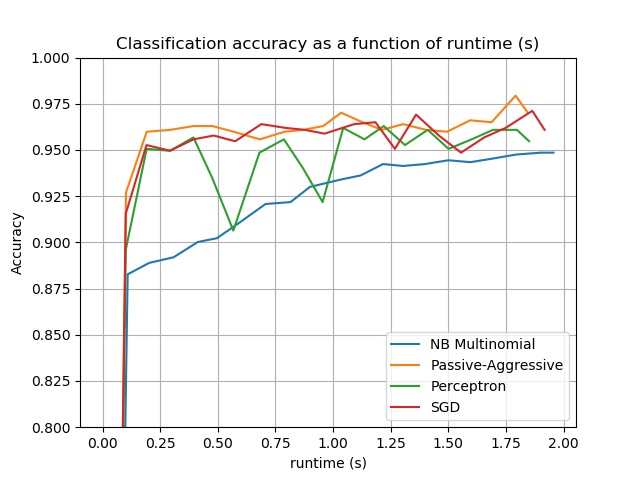 Classification accuracy as a function of runtime (s)
1.000
0.975
0.950
0.925
0.900
0.875
0.850
0.825
0.800
Accuracy
NB Multinomial
Passive-Aggressive
Perceptron
SGD
0.00 0.25 0.50 0.75 1.00 1.25 1.50 1.75 2.00
runtime (s)